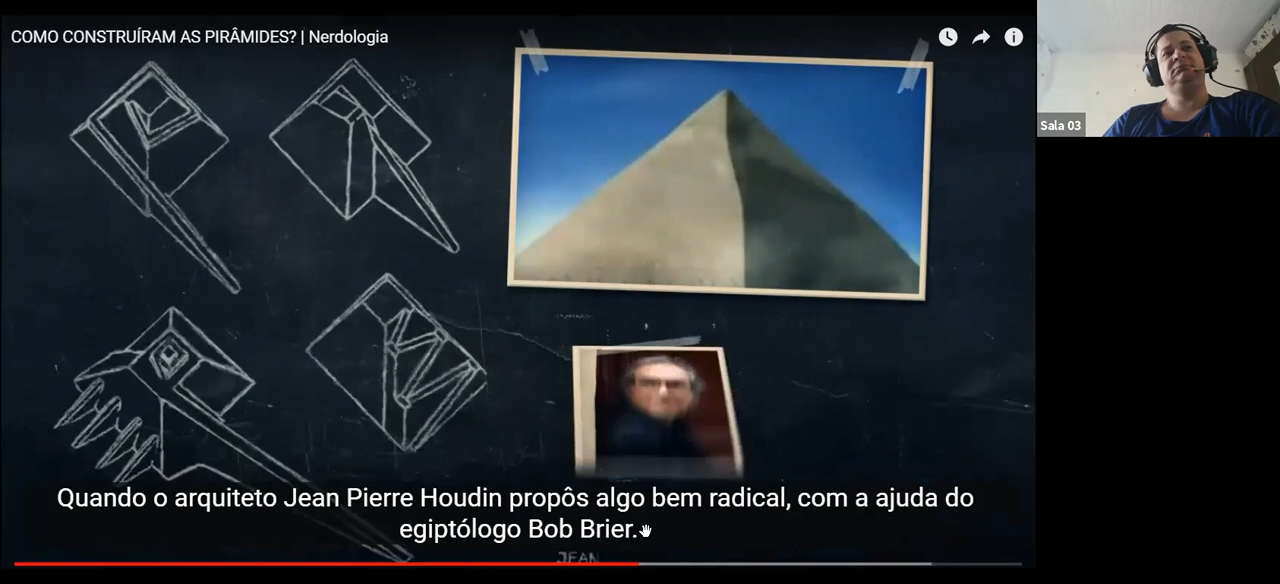 COMO CONSTRUÍRAM AS PIRÂMIDES? | Nerdologia
Sala 03
Quando o arquiteto Jean Pierre Houdin propôs algo bem radical, com a ajuda do
egiptólogo Bob Brier.
JEAN